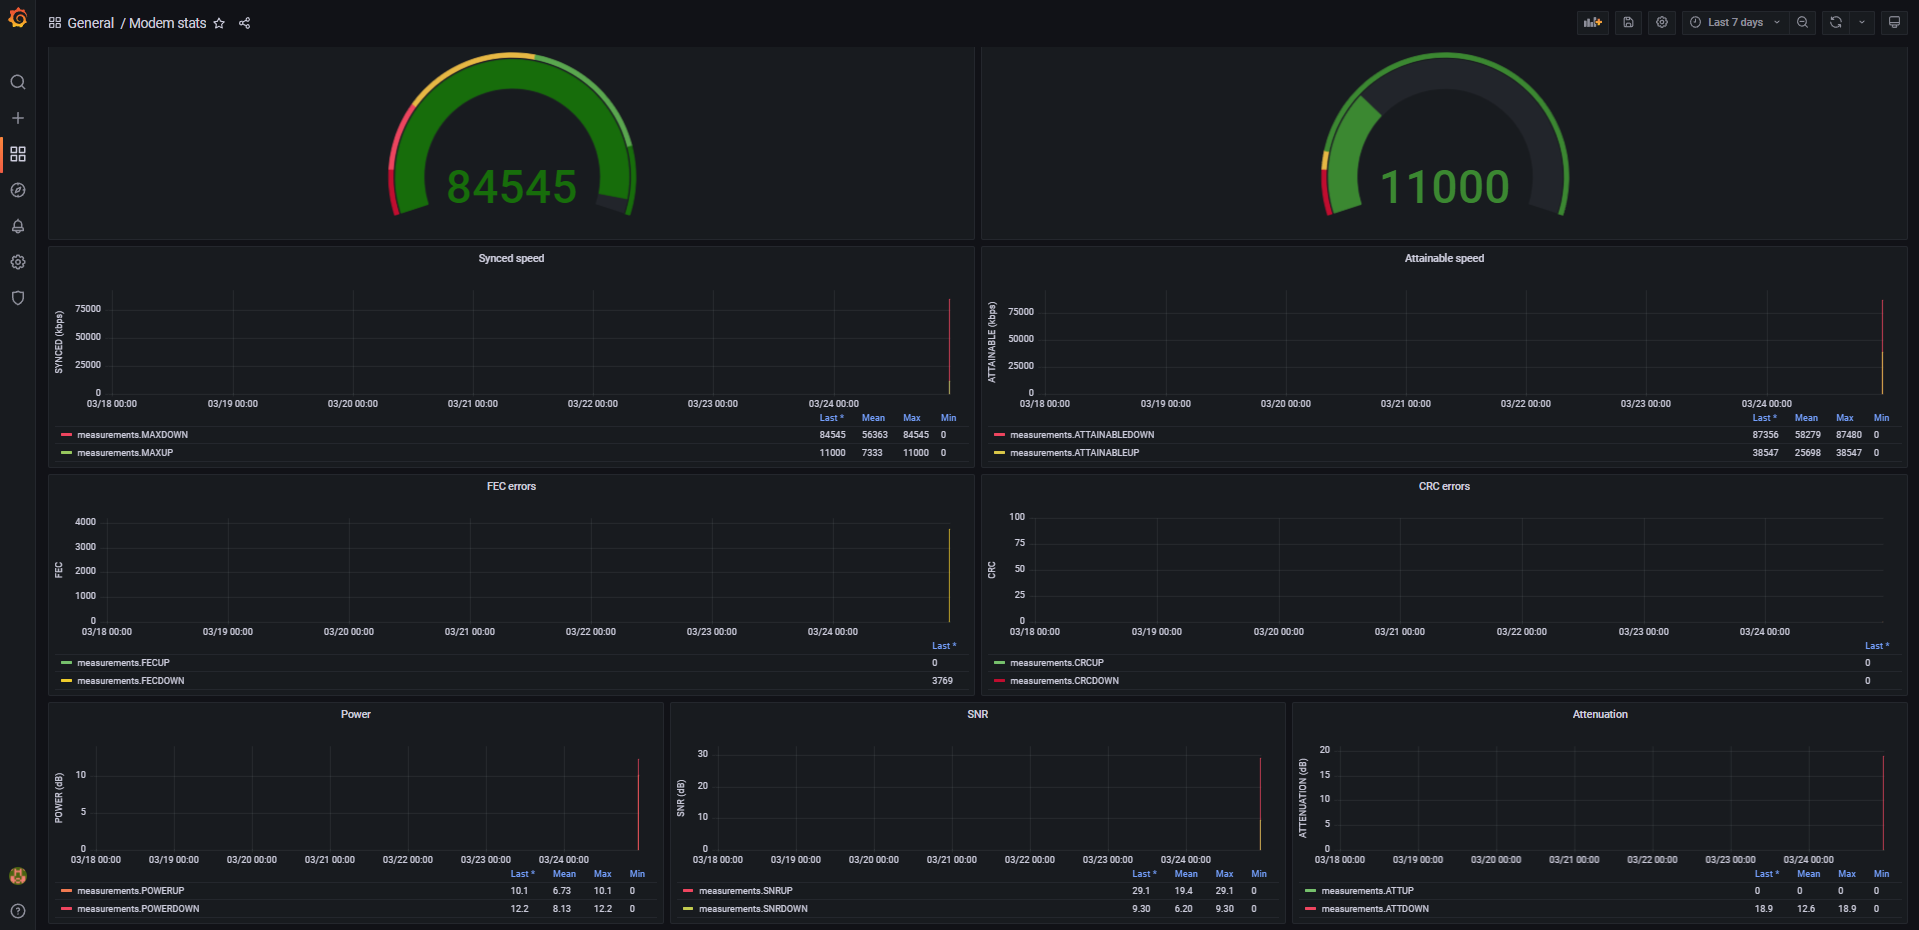 General / Modem stats
Last 7 days
84545
11000
Synced speed
SYNCED (kbps)
75000
50000
25000
0
03/18 00:00 03/19 00:00 03/20 00:00 03/21 00:00 03/22 00:00 03/23 00:00 03/24 00:00
Last * Mean Max Min
measurements.MAXDOWN 84545 56363 84545 0
measurements.MAXUP 11000 7333 11000 0
Attainable speed
ATTAINABLE (kbps)
75000
50000
25000
0
03/18 00:00 03/19 00:00 03/20 00:00 03/21 00:00 03/22 00:00 03/23 00:00 03/24 00:00
Last * Mean Max Min
measurements.ATTAINABLEDOWN 87356 58279 87480 0
measurements.ATTAINABLEUP 38547 25698 38547 0
FEC errors
FEC
4000
3000
2000
1000
0
03/18 00:00 03/19 00:00 03/20 00:00 03/21 00:00 03/22 00:00 03/23 00:00 03/24 00:00
Last *
measurements.FECUP 0
measurements.FECDOWN 3769
CRC errors
CRC
100
75
50
25
0
03/18 00:00 03/19 00:00 03/20 00:00 03/21 00:00 03/22 00:00 03/23 00:00 03/24 00:00
Last *
measurements.CRCUP 0
measurements.CRCDOWN 0
Power
POWER (dB)
10
5
0
03/18 00:00 03/19 00:00 03/20 00:00 03/21 00:00 03/22 00:00 03/23 00:00 03/24 00:00
Last * Mean Max Min
measurements.POWERUP 10.1 6.73 10.1 0
measurements.POWERDOWN 12.2 8.13 12.2 0
SNR
SNR (dB)
30
20
10
0
03/18 00:00 03/19 00:00 03/20 00:00 03/21 00:00 03/22 00:00 03/23 00:00 03/24 00:00
Last * Mean Max Min
measurements.SNRUP 29.1 19.4 29.1 0
measurements.SNRDOWN 9.30 6.20 9.30 0
Attenuation
ATTENUATION (dB)
20
15
10
5
0
03/18 00:00 03/19 00:00 03/20 00:00 03/21 00:00 03/22 00:00 03/23 00:00 03/24 00:00
Last * Mean Max Min
measurements.ATTUP 0 0 0 0
measurements.ATTDOWN 18.9 12.6 18.9 0